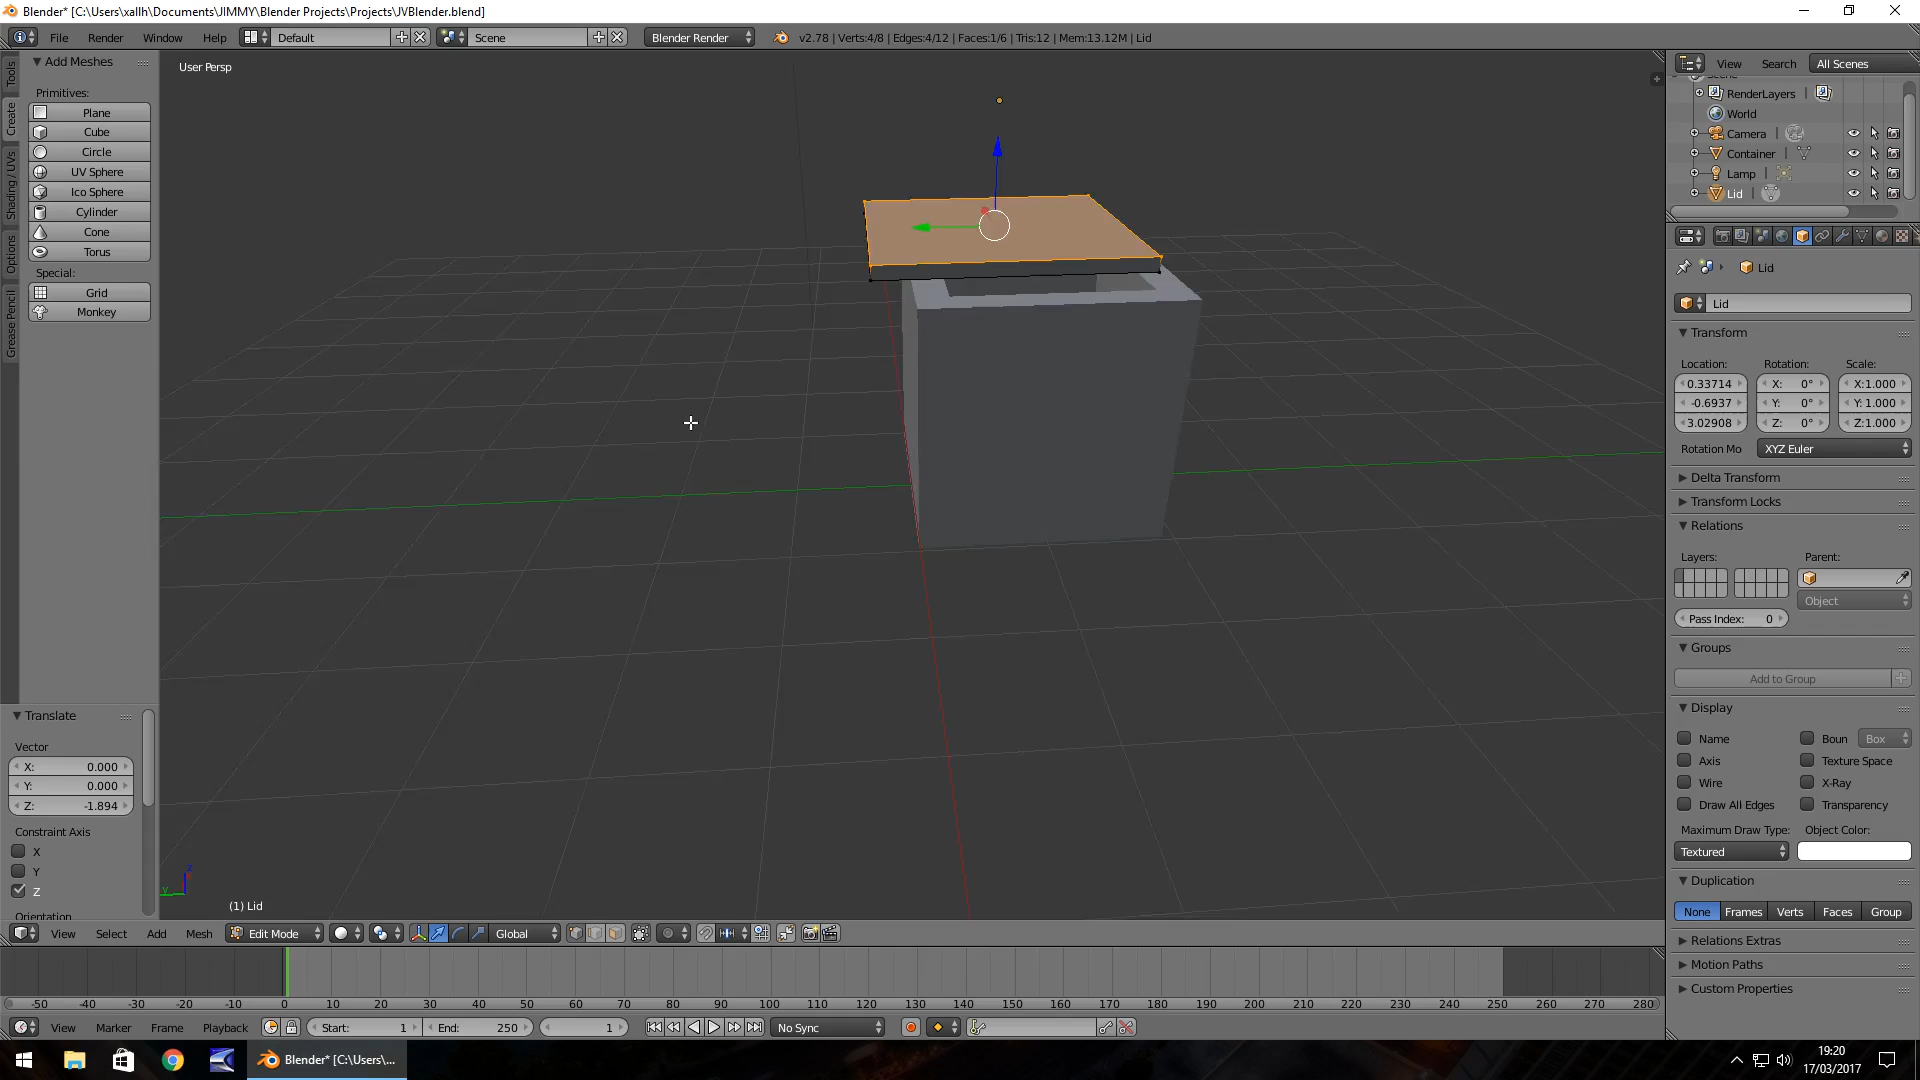 Blender* [C:\Users\xallh\Documents\JIMMY\Blender Projects\Projects\JVBlender.blend]
File Render Window Help Default Scene Blender Render v2.78 | Verts:4/8 | Edges:4/12 | Faces:1/6 | Tris:12 | Mem:13.12M | Lid
Tools
Create
Shading / UVs
Options
Grease Pencil
Add Meshes
Primitives:
Plane
Cube
Circle
UV Sphere
Ico Sphere
Cylinder
Cone
Torus
Special:
Grid
Monkey
Translate
Vector
X: 0.000
Y: 0.000
Z: -1.894
Constraint Axis
X
Y
Z
Orientation
User Persp
z
y
(1) Lid
View Select Add Mesh Edit Mode Global
-50 -40 -30 -20 -10 0 10 20 30 40 50 60 70 80 90 100 110 120 130 140 150 160 170 180 190 200 210 220 230 240 250 260 270 280
View Marker Frame Playback Start: 1 End: 250 1 No Sync
View Search All Scenes
Scene
RenderLayers |
World
Camera |
Container |
Lamp |
Lid |
Lid
Lid
Transform
Location: Rotation: Scale:
0.33714 X: 0° X:1.000
-0.6937 Y: 0° Y:1.000
3.02908 Z: 0° Z:1.000
Rotation Mo XYZ Euler
Delta Transform
Transform Locks
Relations
Layers: Parent:
Object
Pass Index: 0
Groups
Add to Group
Display
Name Boun Box
Axis Texture Space
Wire X-Ray
Draw All Edges Transparency
Maximum Draw Type: Object Color:
Textured
Duplication
None Frames Verts Faces Group
Relations Extras
Motion Paths
Custom Properties
Blender* [C:\Users\...
19:20
17/03/2017